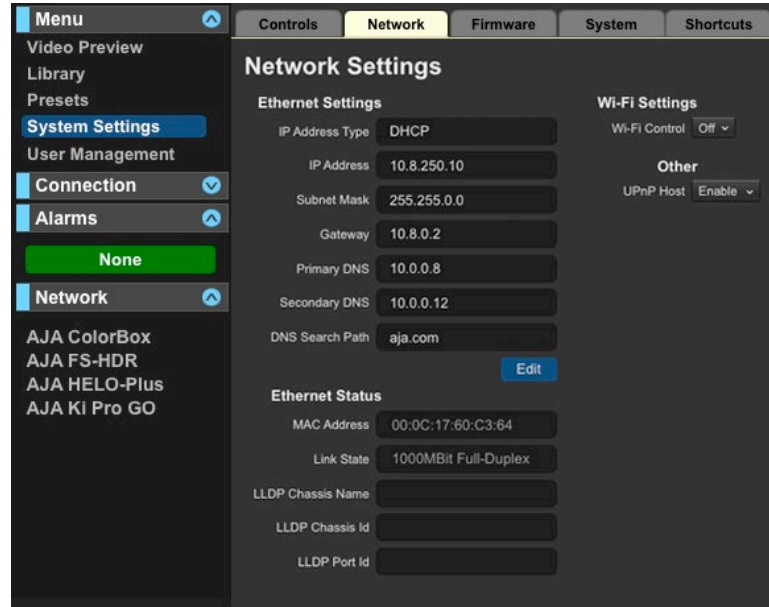 Menu
Video Preview
Library
Presets
System Settings
User Management
Connection
Alarms
None
Network
AJA ColorBox
AJA FS-HDR
AJA HELO-Plus
AJA Ki Pro GO
Controls Network Firmware System Shortcuts
Network Settings
Ethernet Settings
IP Address Type DHCP
IP Address 10.8.250.10
Subnet Mask 255.255.0.0
Gateway 10.8.0.2
Primary DNS 10.0.0.8
Secondary DNS 10.0.0.12
DNS Search Path aja.com
Edit
Ethernet Status
MAC Address 00:0C:17:60:C3:64
Link State 1000MBit Full-Duplex
LLDP Chassis Name
LLDP Chassis Id
LLDP Port Id
Wi-Fi Settings
Wi-Fi Control Off
Other
UPnP Host Enable